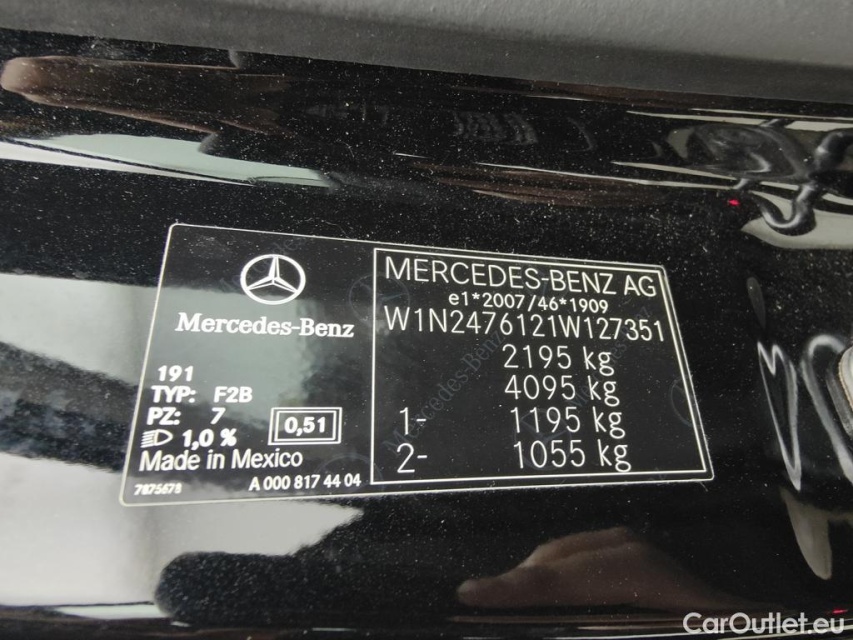 Mercedes-Benz
191
TYP: F2B
PZ: 7
1,0 %
0,51
Made in Mexico
7875678
A 000 817 44 04
MERCEDES-BENZ AG
e1*2007/46*1909
W1N2476121W127351
2195 kg
4095 kg
1- 1195 kg
2- 1055 kg
CarOutlet.eu